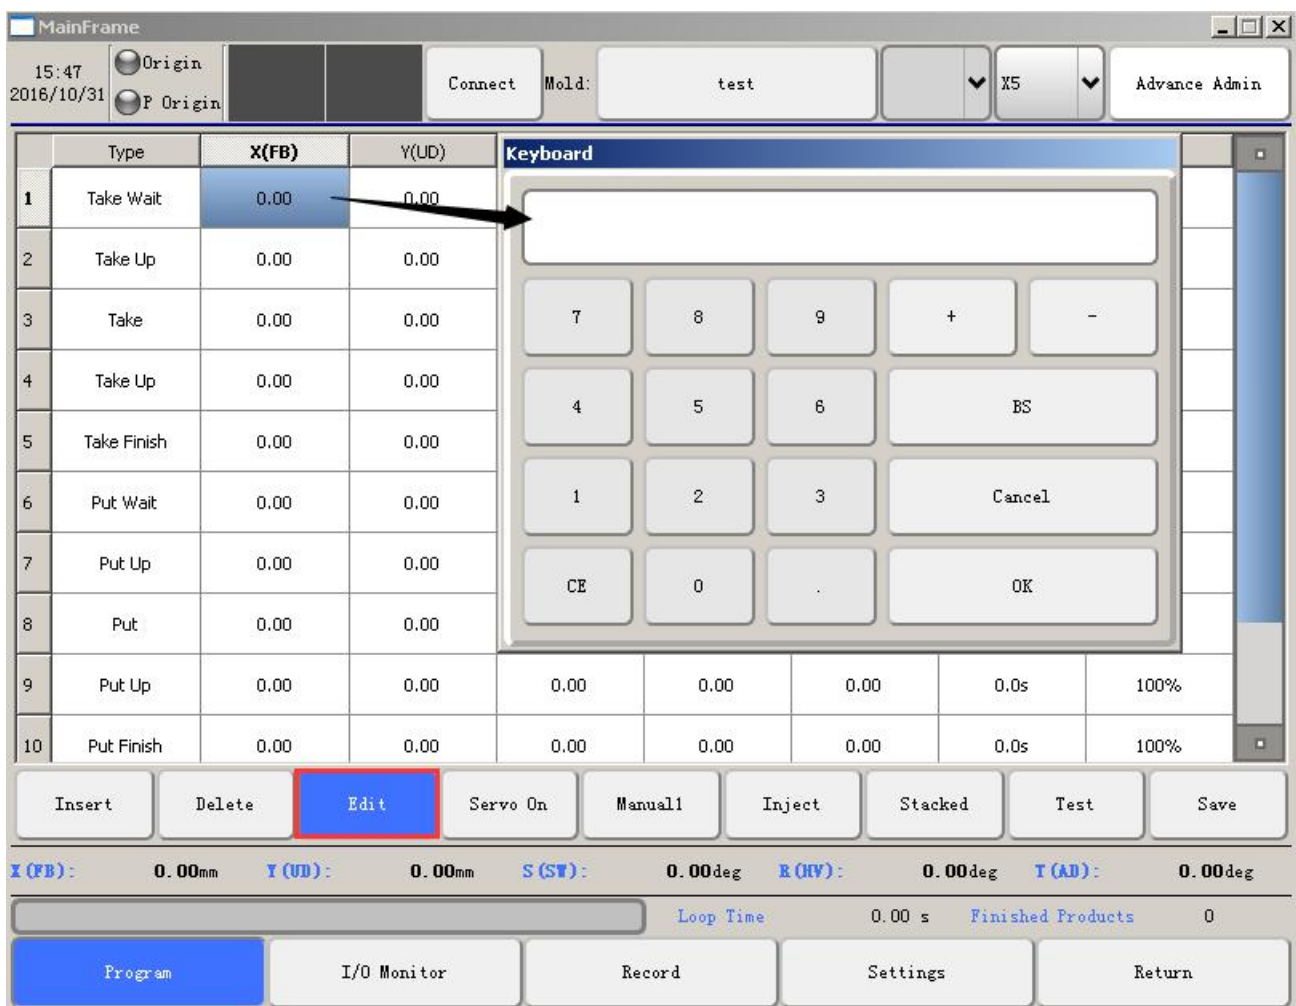 MainFrame
15:47
2016/10/31
Origin
P Origin
Connect
Mold:
test
X5
Advance Admin
Type X(FB) Y(UD)
1 Take Wait 0.00 0.00
2 Take Up 0.00 0.00
3 Take 0.00 0.00
4 Take Up 0.00 0.00
5 Take Finish 0.00 0.00
6 Put Wait 0.00 0.00
7 Put Up 0.00 0.00
8 Put 0.00 0.00
9 Put Up 0.00 0.00 0.00 0.00 0.00 0.0s 100%
10 Put Finish 0.00 0.00 0.00 0.00 0.00 0.0s 100%
Keyboard
7 8 9 + -
4 5 6 BS
1 2 3 Cancel
CE 0 . OK
Insert Delete Edit Servo On Manual1 Inject Stacked Test Save
X(FB): 0.00mm Y(UD): 0.00mm S(SW): 0.00deg R(HV): 0.00deg T(AD): 0.00deg
Loop Time 0.00 s Finished Products 0
Program I/O Monitor Record Settings Return